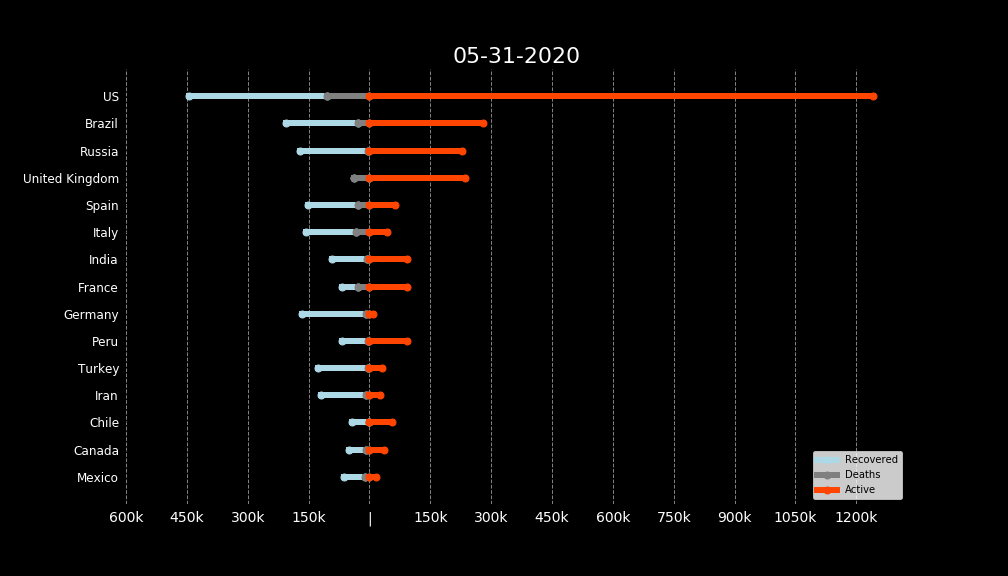 05-31-2020
US
Brazil
Russia
United Kingdom
Spain
Italy
India
France
Germany
Peru
Turkey
Iran
Chile
Canada
Mexico
Recovered
Deaths
Active
600k 450k 300k 150k | 150k 300k 450k 600k 750k 900k 1050k 1200k